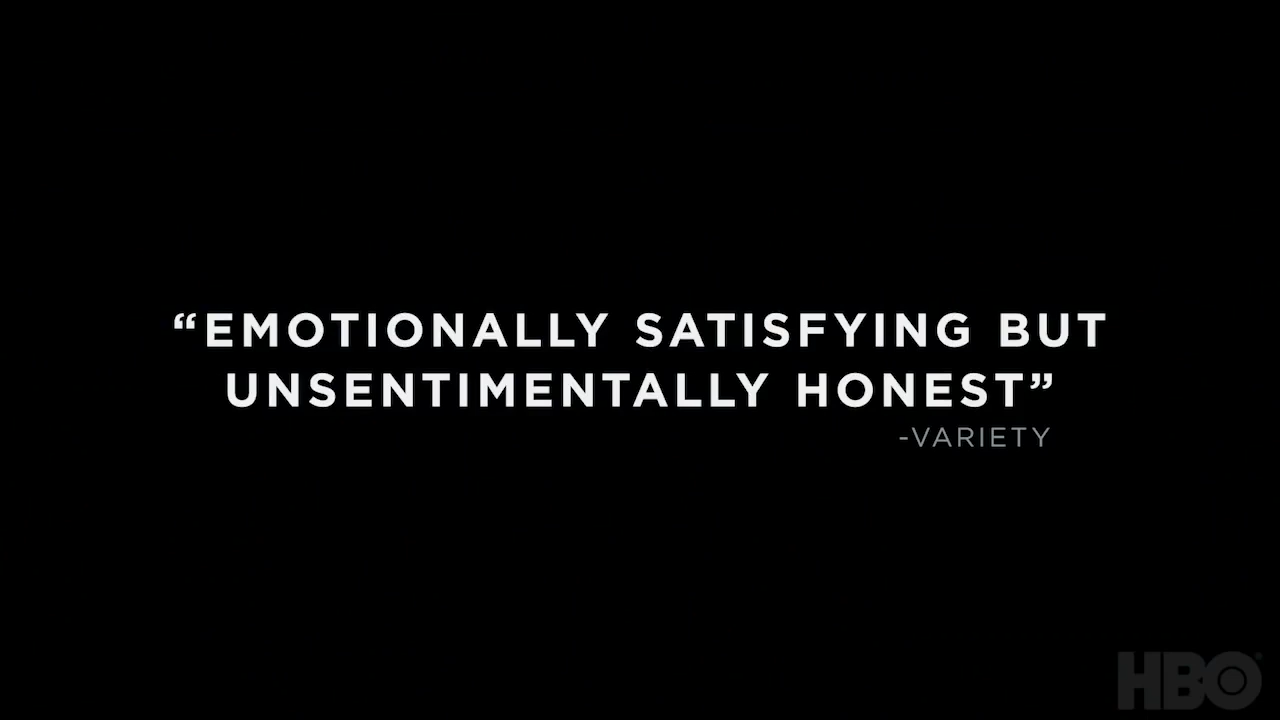 “EMOTIONALLY SATISFYING BUT
UNSENTIMENTALLY HONEST”
-VARIETY
HBO®